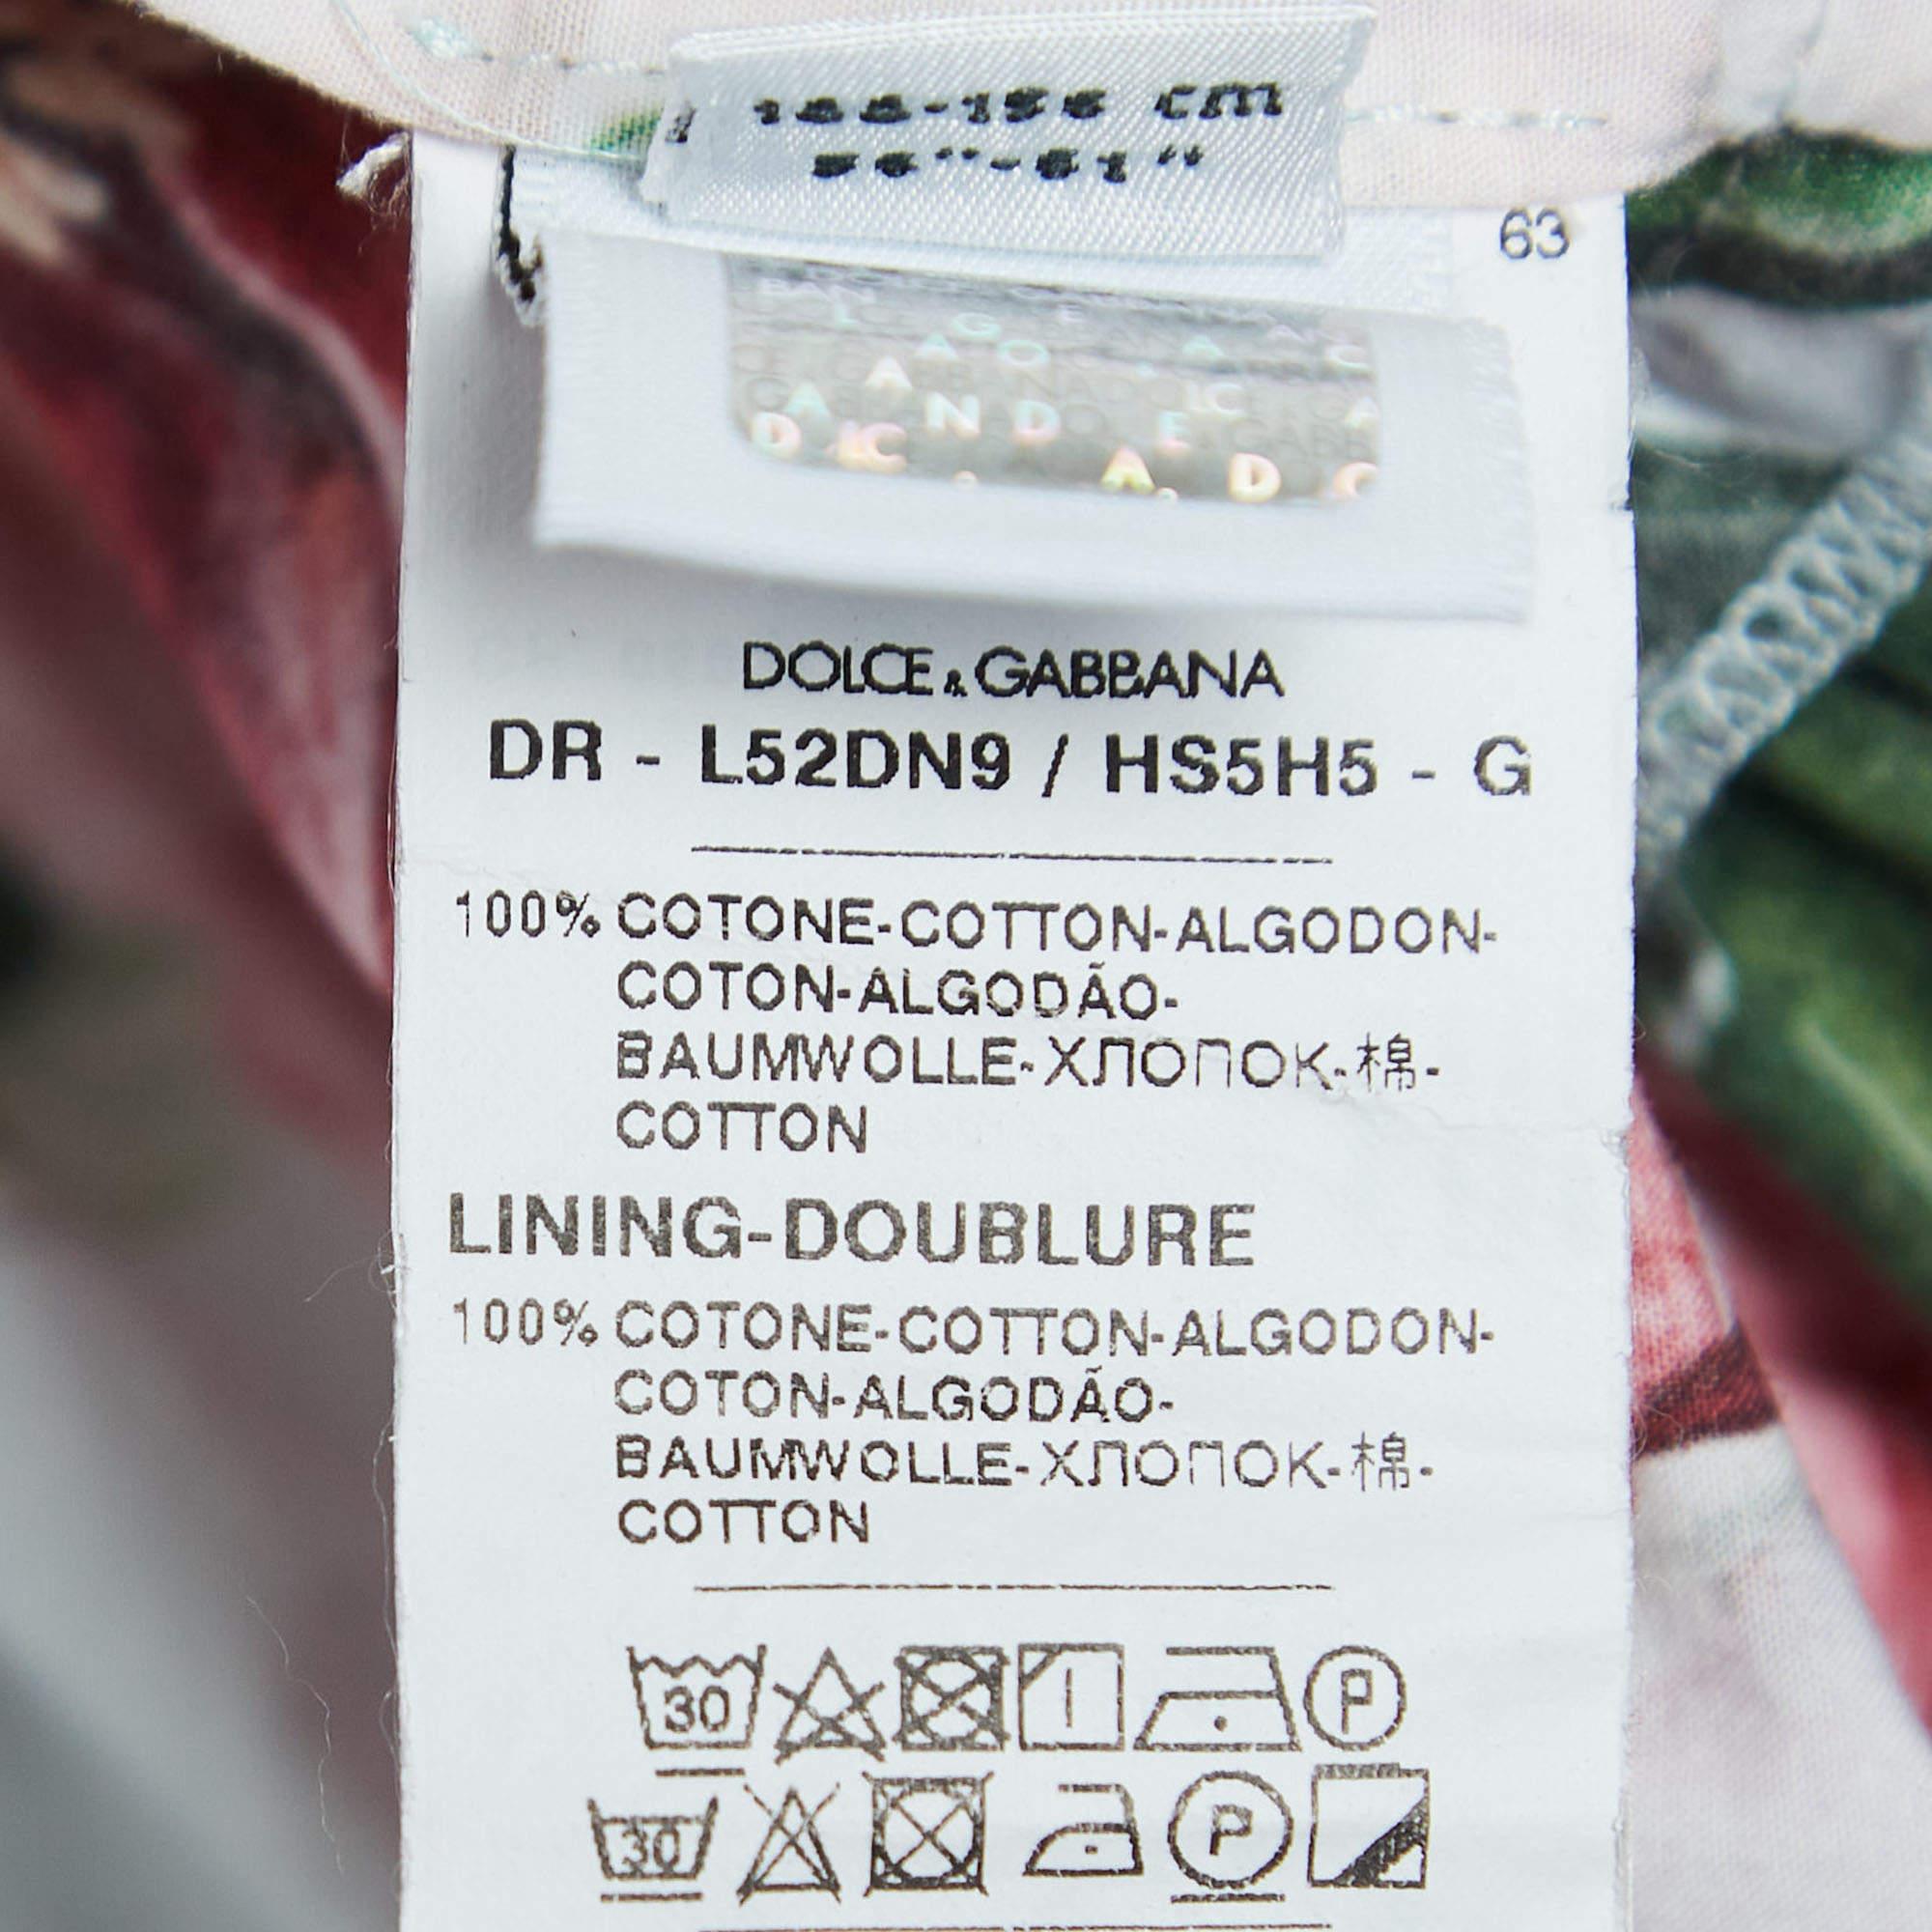 cm
63
DOLCE & GABBANA
DR - L52DN9 / HS5H5 - G
100% COTONE-COTTON-ALGODON-
COTON-ALGODÃO-
BAUMWOLLE-ХЛОПОК-棉-
COTTON
LINING-DOUBLURE
100% COTONE-COTTON-ALGODON-
COTON-ALGODÃO-
BAUMWOLLE-ХЛОПОК-棉-
COTTON
30 P
30 P